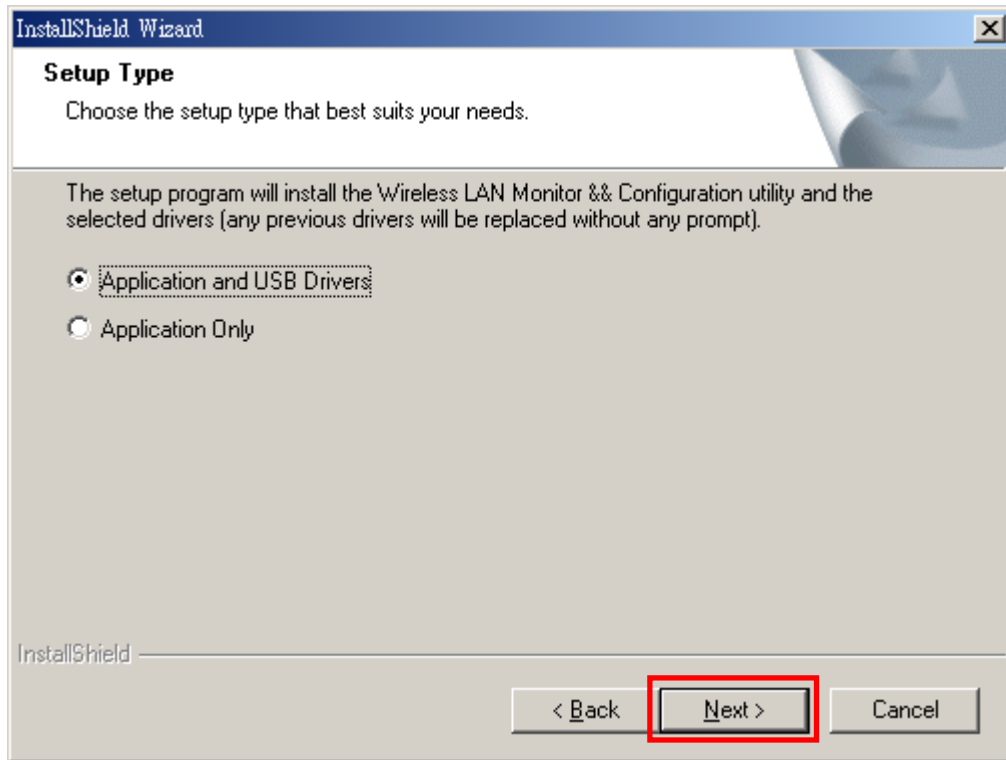 InstallShield Wizard
Setup Type
Choose the setup type that best suits your needs.
The setup program will install the Wireless LAN Monitor && Configuration utility and the
selected drivers (any previous drivers will be replaced without any prompt).
Application and USB Drivers
Application Only
InstallShield
< Back Next > Cancel